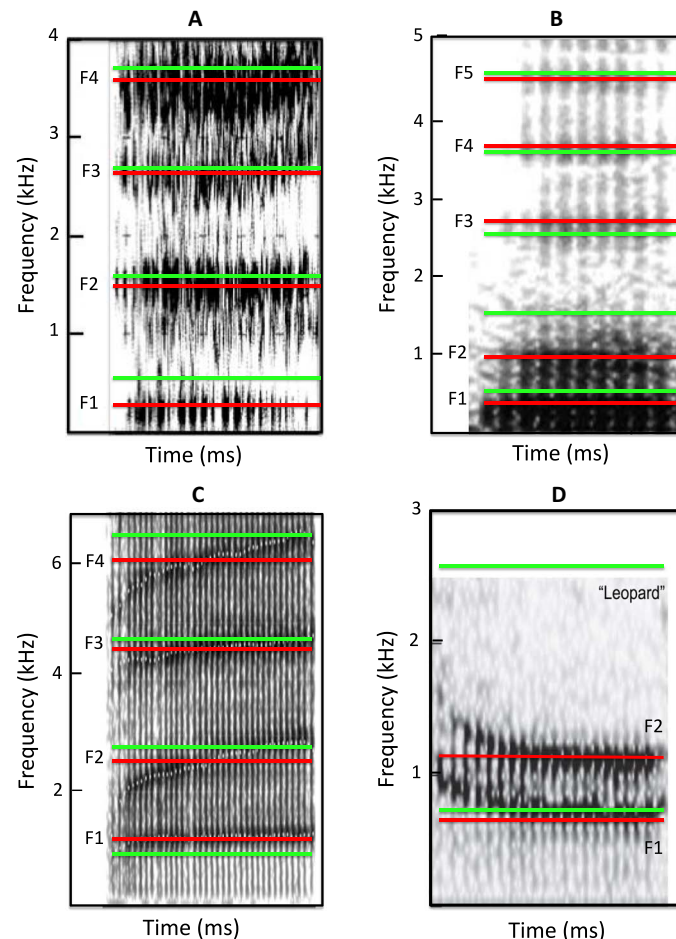 A
4
F4
3
F3
2
F2
1
F1
Frequency (kHz)
Time (ms)
B
5
F5
5
F4
3
F3
2
F2
1
F1
Frequency (kHz)
Time (ms)
C
6
F4
F3
4
F2
2
F1
Frequency (kHz)
Time (ms)
D
3
“Leopard”
2
F2
1
F1
Frequency (kHz)
Time (ms)